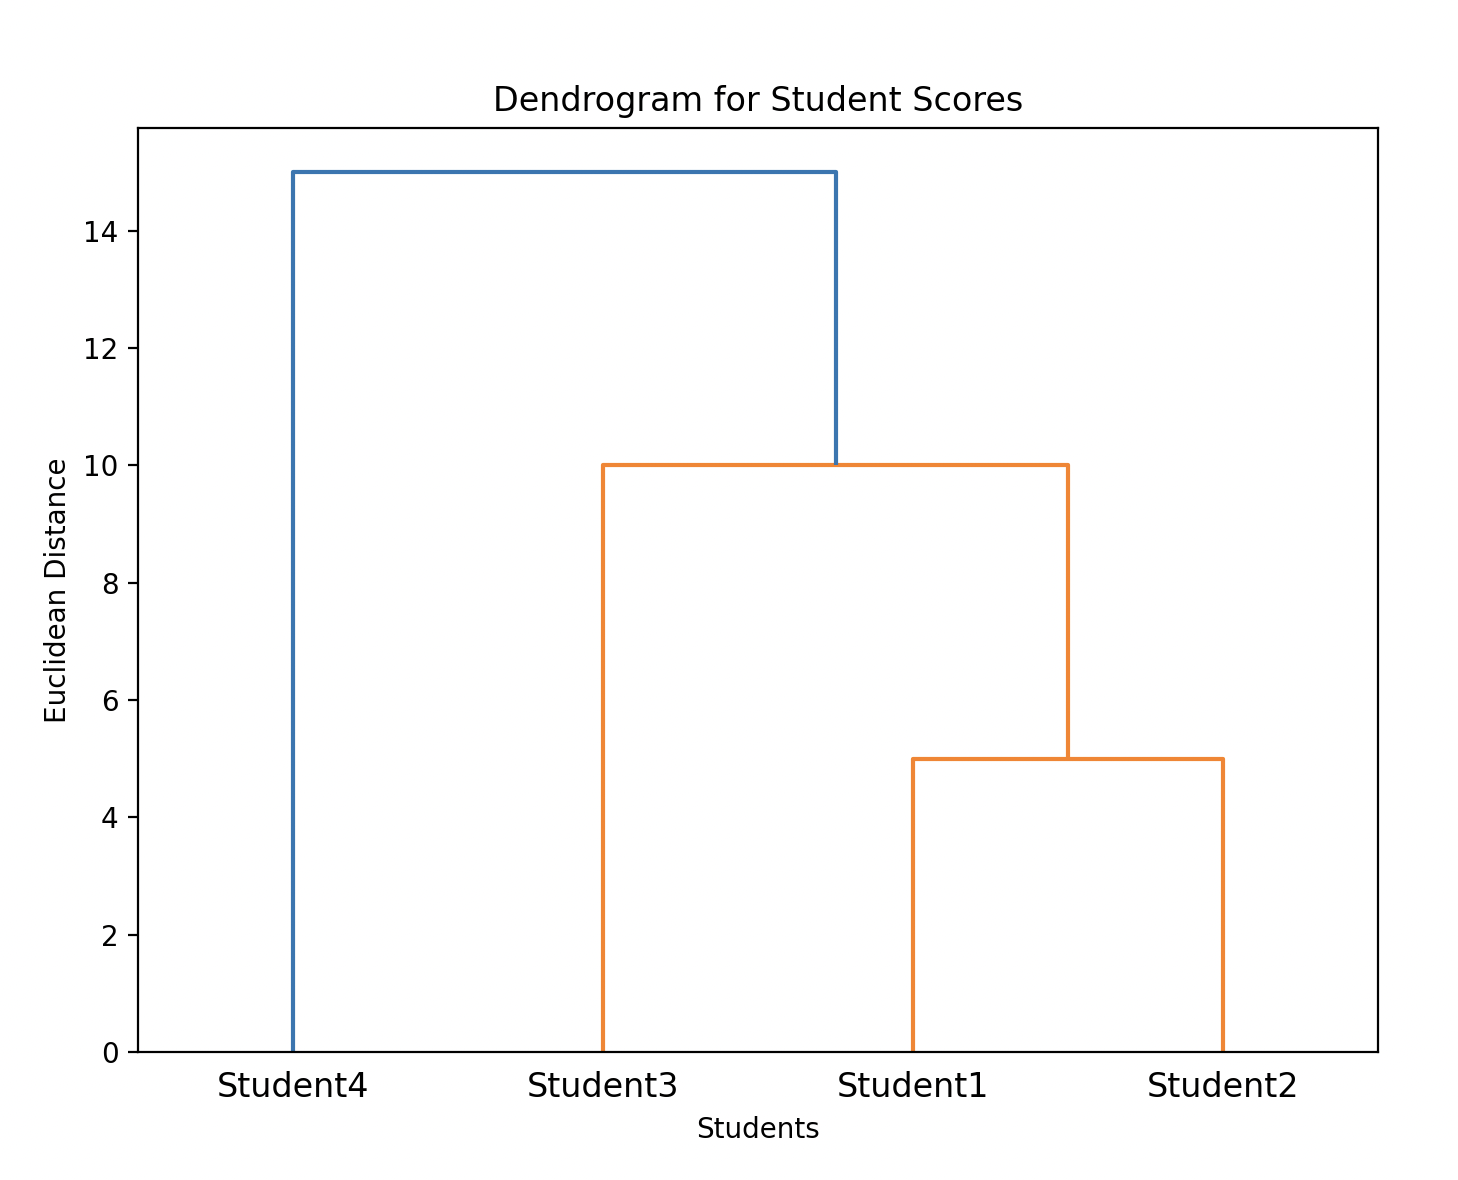 Dendrogram for Student Scores
14
12
10
8
6
4
2
0
Euclidean Distance
Student4 Student3 Student1 Student2
Students